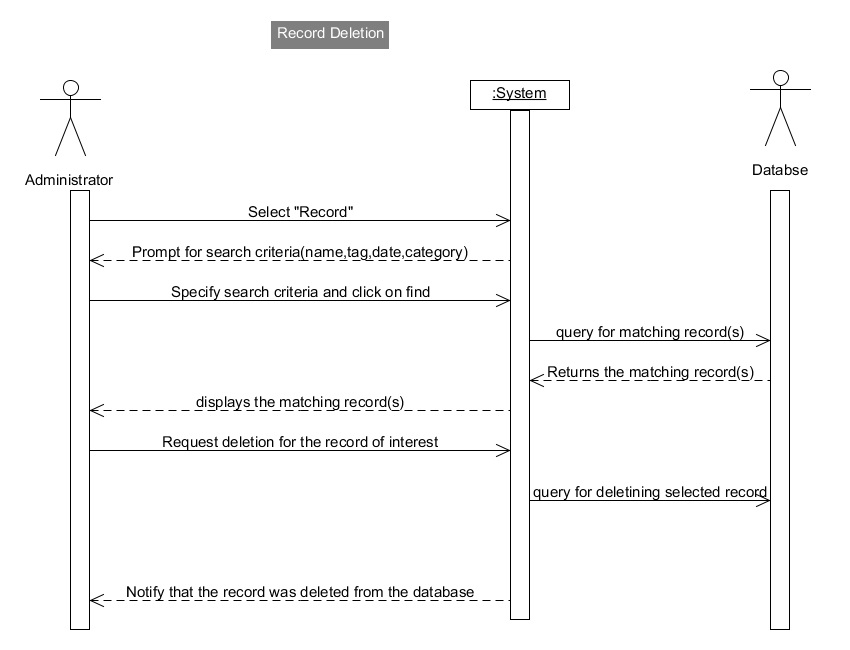 Record Deletion
:System
Databse
Administrator
Select "Record"
Prompt for search criteria(name,tag,date,category)
Specify search criteria and click on find
query for matching record(s)
Returns the matching record(s)
displays the matching record(s)
Request deletion for the record of interest
query for deletining selected record
Notify that the record was deleted from the database